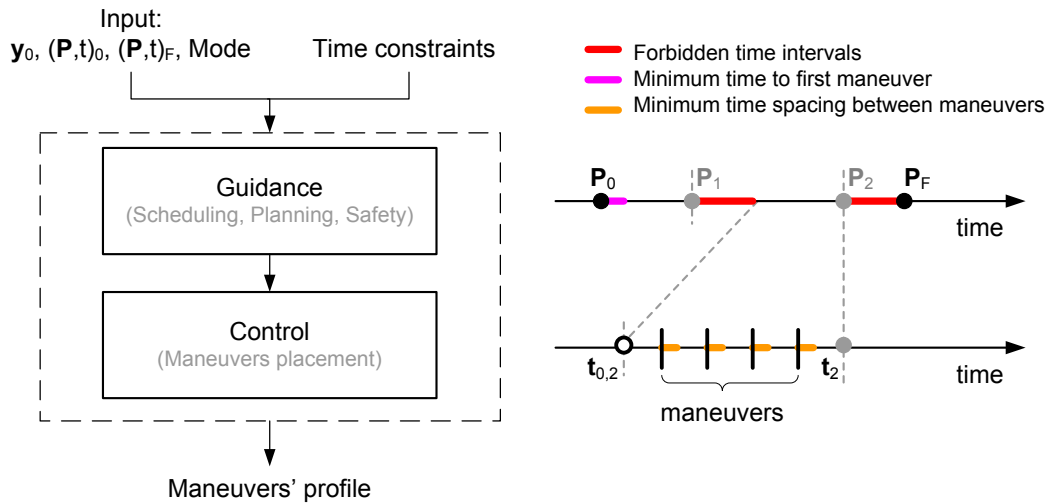 Input:
y₀, (P,t)₀, (P,t)F, Mode
Time constraints
Guidance
(Scheduling, Planning, Safety)
Control
(Maneuvers placement)
Maneuvers' profile
Forbidden time intervals
Minimum time to first maneuver
Minimum time spacing between maneuvers
P₀ P₁ P₂ PF
time
t₀,₂ t₂
time
maneuvers